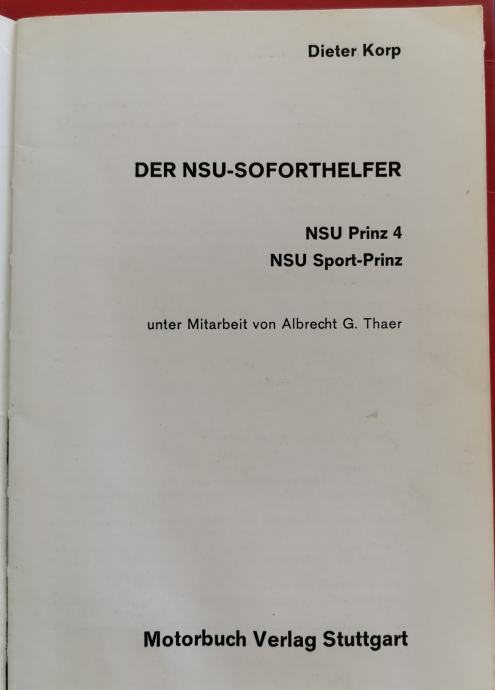 Dieter Korp
DER NSU-SOFORTHELFER
NSU Prinz 4
NSU Sport-Prinz
unter Mitarbeit von Albrecht G. Thaer
Motorbuch Verlag Stuttgart